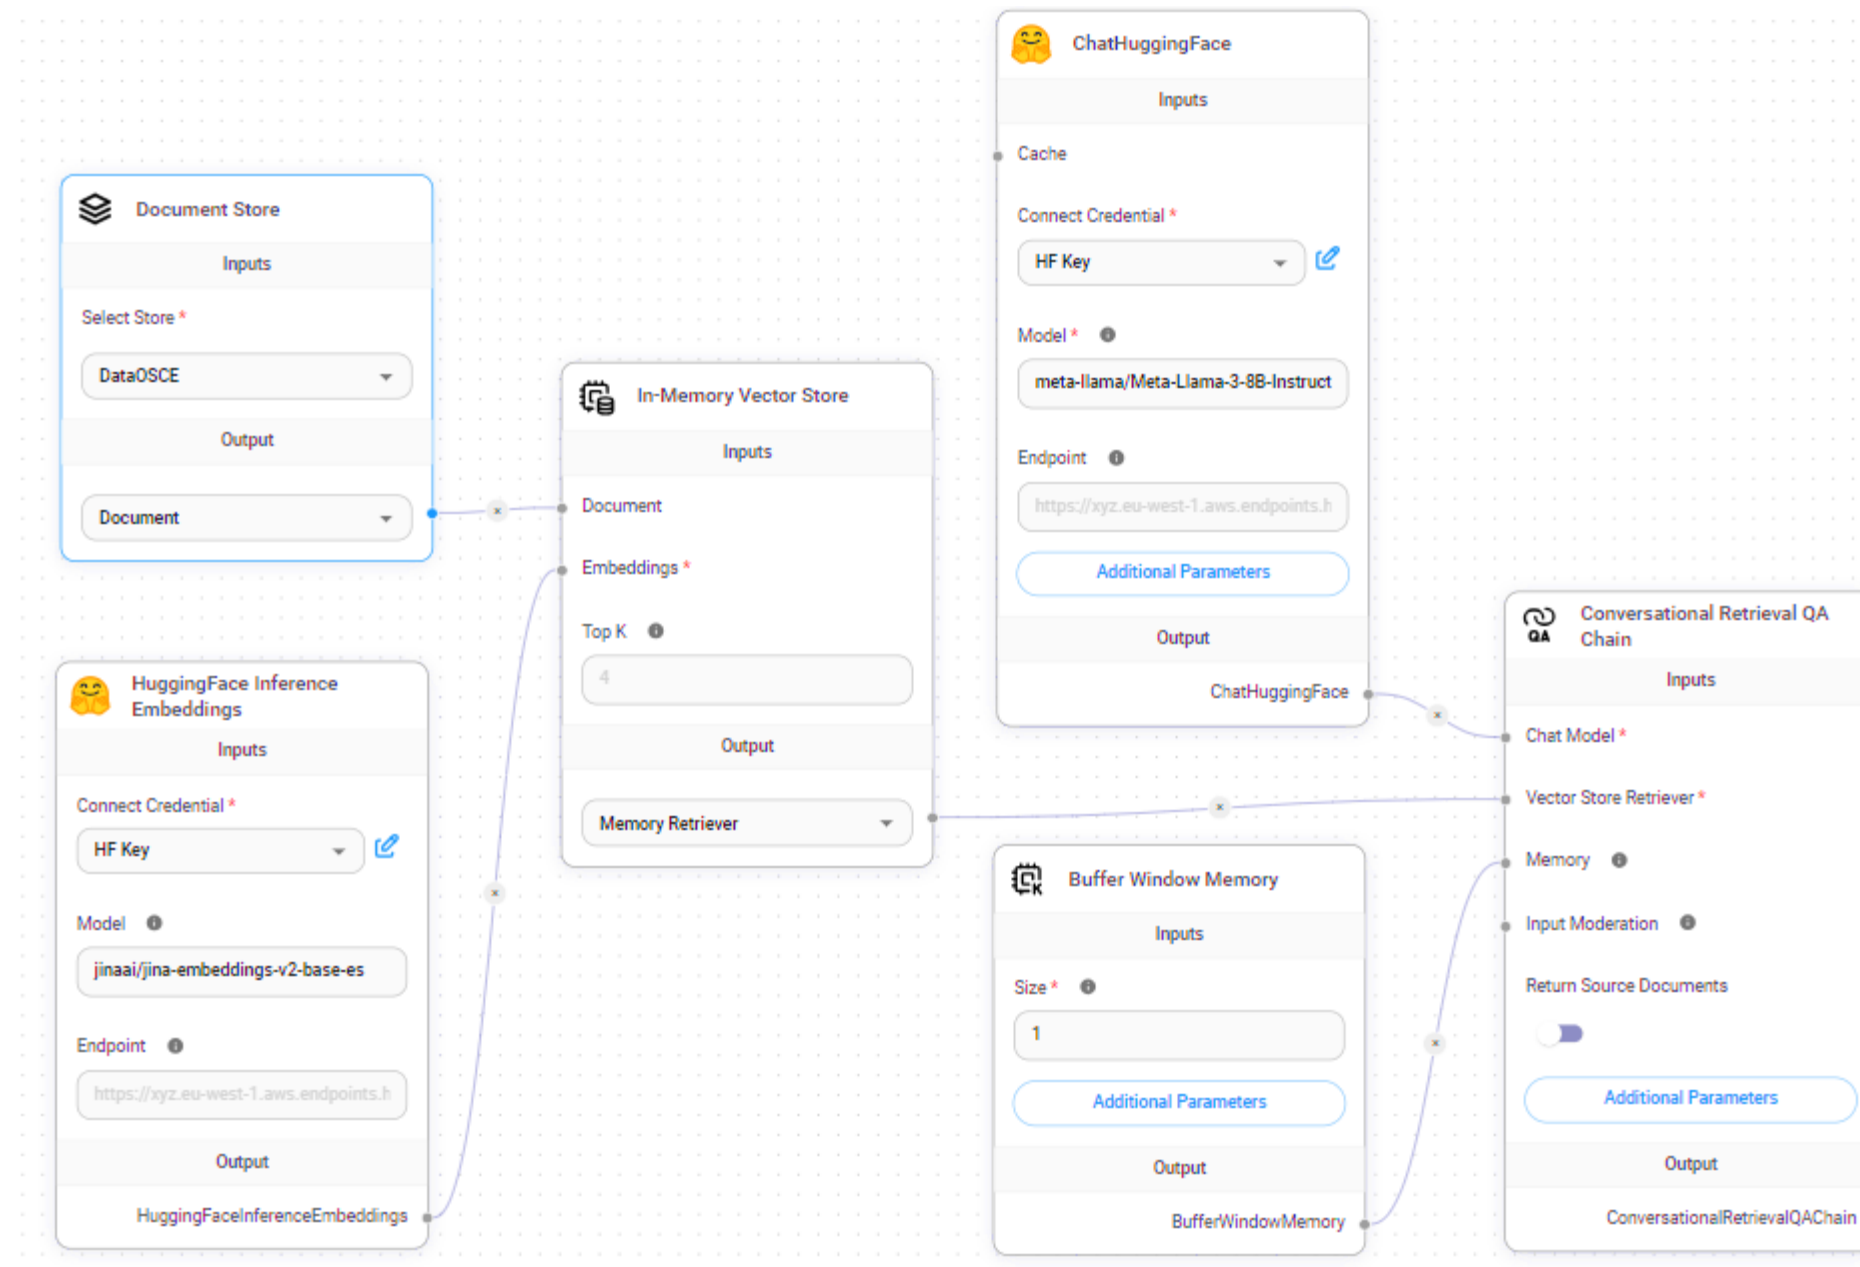 Document Store
Inputs
Select Store *
DataOSCE
Output
Document
HuggingFace Inference
Embeddings
Inputs
Connect Credential *
HF Key
Model
jinaai/jina-embeddings-v2-base-es
Endpoint
https://xyz.eu-west-1.aws.endpoints.h
Output
HuggingFaceInferenceEmbeddings
In-Memory Vector Store
Inputs
Document
Embeddings *
Top K
4
Output
Memory Retriever
ChatHuggingFace
Inputs
Cache
Connect Credential *
HF Key
Model *
meta-llama/Meta-Llama-3-8B-Instruct
Endpoint
https://xyz.eu-west-1.aws.endpoints.h
Additional Parameters
Output
ChatHuggingFace
Buffer Window Memory
Inputs
Size *
1
Additional Parameters
Output
BufferWindowMemory
QA
Conversational Retrieval QA
Chain
Inputs
Chat Model *
Vector Store Retriever *
Memory
Input Moderation
Return Source Documents
Additional Parameters
Output
ConversationalRetrievalQAChain